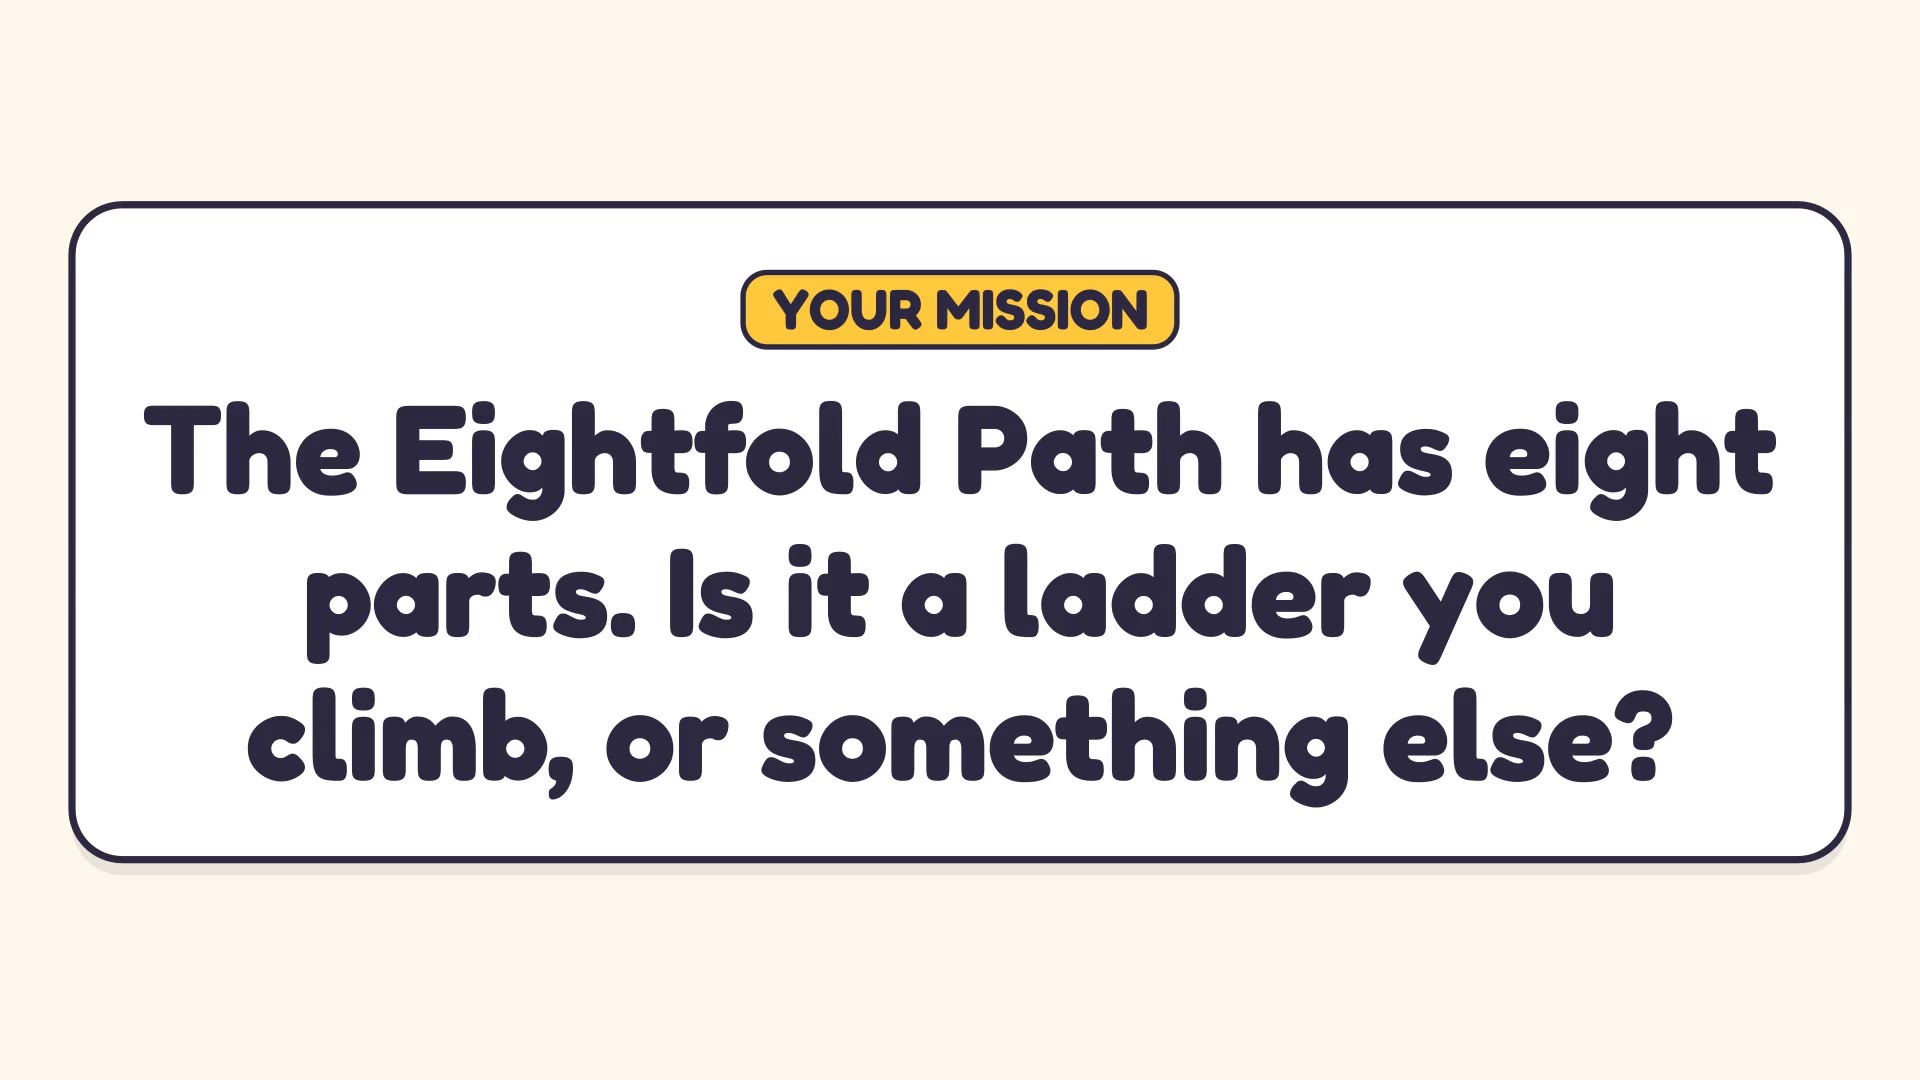 YOUR MISSION
The Eightfold Path has eight
parts. Is it a ladder you
climb, or something else?